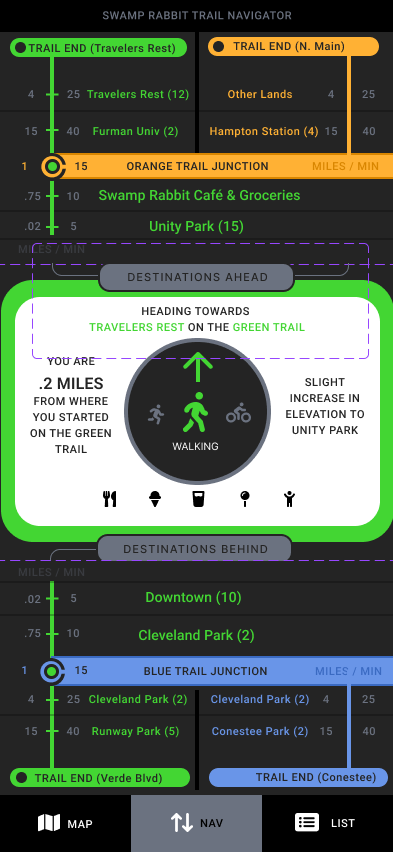 SWAMP RABBIT TRAIL NAVIGATOR
TRAIL END (Travelers Rest)
TRAIL END (N. Main)
4 25 Travelers Rest (12)
Other Lands 4 25
15 40 Furman Univ (2)
Hampton Station (4) 15 40
1 15 ORANGE TRAIL JUNCTION MILES / MIN
.75 10 Swamp Rabbit Café & Groceries
.02 5 Unity Park (15)
MILES / MIN
DESTINATIONS AHEAD
HEADING TOWARDS
TRAVELERS REST ON THE GREEN TRAIL
YOU ARE
.2 MILES
FROM WHERE
YOU STARTED
ON THE GREEN
TRAIL
WALKING
SLIGHT
INCREASE IN
ELEVATION TO
UNITY PARK
DESTINATIONS BEHIND
MILES / MIN
.02 5 Downtown (10)
.75 10 Cleveland Park (2)
1 15 BLUE TRAIL JUNCTION MILES / MIN
4 25 Cleveland Park (2)
Cleveland Park (2) 4 25
15 40 Runway Park (5)
Conestee Park (2) 15 40
TRAIL END (Verde Blvd)
TRAIL END (Conestee)
MAP
NAV
LIST